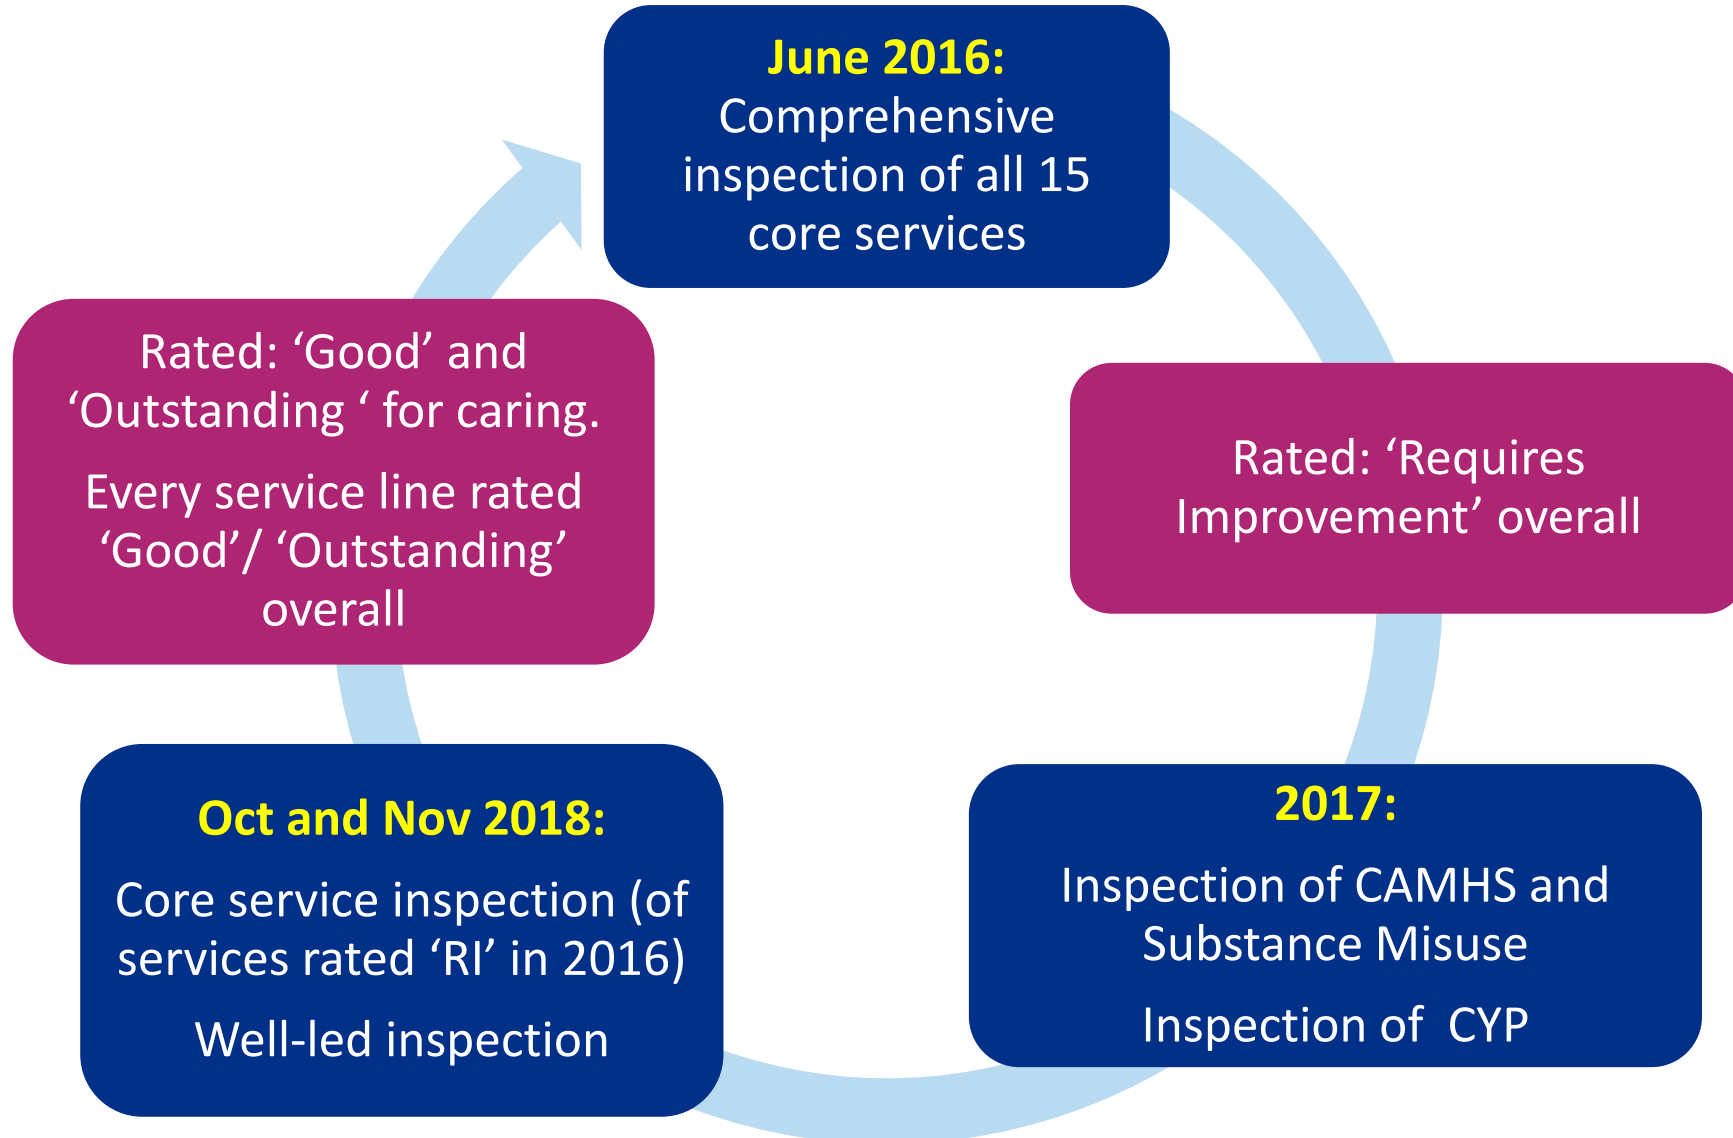 June 2016:
Comprehensive
inspection of all 15
core services
Rated: ‘Requires
Improvement’ overall
2017:
Inspection of CAMHS and
Substance Misuse
Inspection of  CYP
Oct and Nov 2018:
Core service inspection (of
services rated ‘RI’ in 2016)
Well-led inspection
Rated: ‘Good’ and
‘Outstanding ‘ for caring.
Every service line rated
‘Good’/ ‘Outstanding’
overall